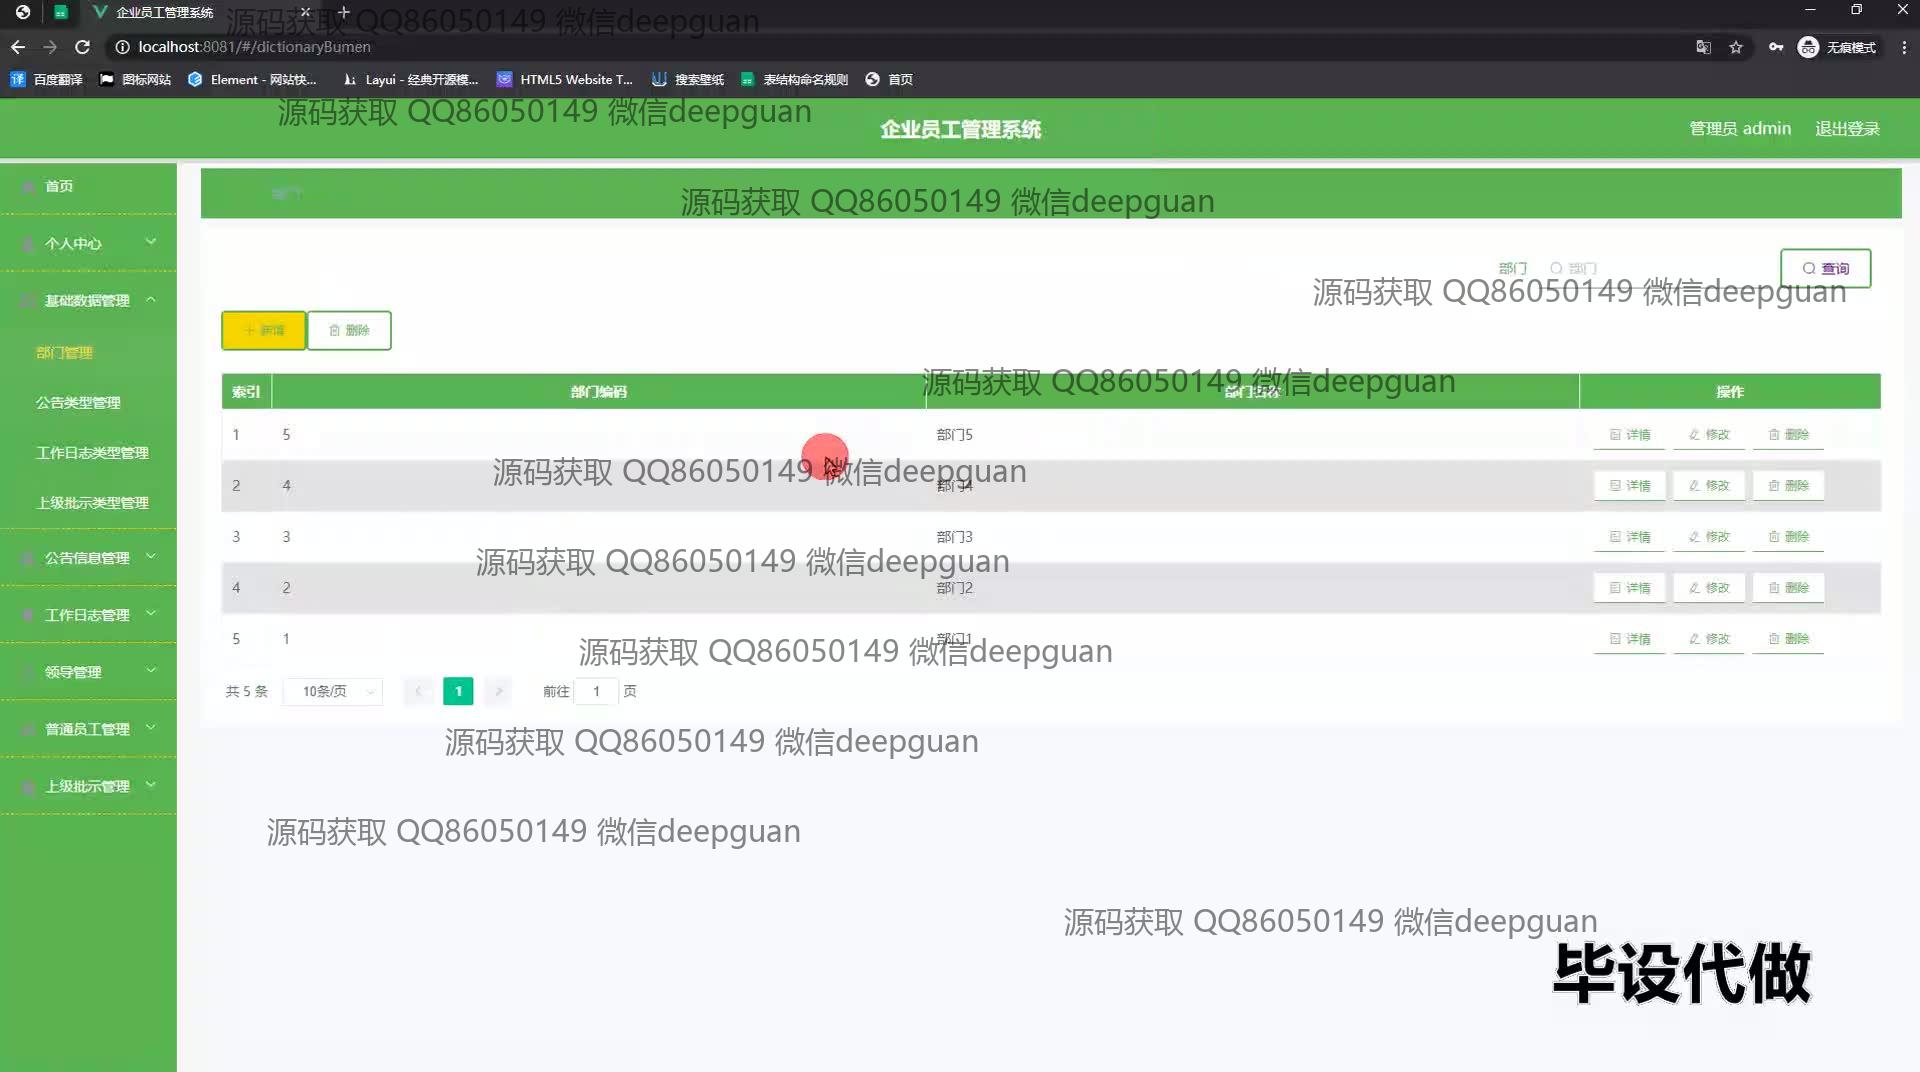 企业员工管理系统
源码获取 QQ86050149 微信deepguan
localhost:8081/#/dictionaryBumen
无痕模式
百度翻译 图标网站 Element - 网站快... Layui - 经典开源模... HTML5 Website T... 搜索壁纸 表结构命名规则 首页
源码获取 QQ86050149 微信deepguan
企业员工管理系统
管理员 admin 退出登录
首页
部门
源码获取 QQ86050149 微信deepguan
个人中心
部门 部门 查询
源码获取 QQ86050149 微信deepguan
基础数据管理
新增 删除
部门管理
源码获取 QQ86050149 微信deepguan
索引 部门编码 部门名称 操作
公告类型管理
1 5 部门5 详情 修改 删除
工作日志类型管理
源码获取 QQ86050149 微信deepguan
2 4 部门4 详情 修改 删除
上级批示类型管理
3 3 部门3 详情 修改 删除
公告信息管理
源码获取 QQ86050149 微信deepguan
4 2 部门2 详情 修改 删除
工作日志管理
5 1 部门1 详情 修改 删除
源码获取 QQ86050149 微信deepguan
领导管理
共 5 条 10条/页 1 前往 1 页
普通员工管理
源码获取 QQ86050149 微信deepguan
上级批示管理
源码获取 QQ86050149 微信deepguan
源码获取 QQ86050149 微信deepguan
毕设代做